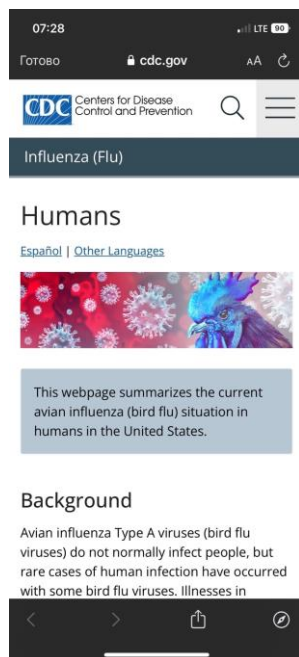 07:28
LTE 90
Готово
cdc.gov
AA
CDC Centers for Disease
Control and Prevention
Influenza (Flu)
Humans
Español | Other Languages
This webpage summarizes the current
avian influenza (bird flu) situation in
humans in the United States.
Background
Avian influenza Type A viruses (bird flu
viruses) do not normally infect people, but
rare cases of human infection have occurred
with some bird flu viruses. Illnesses in